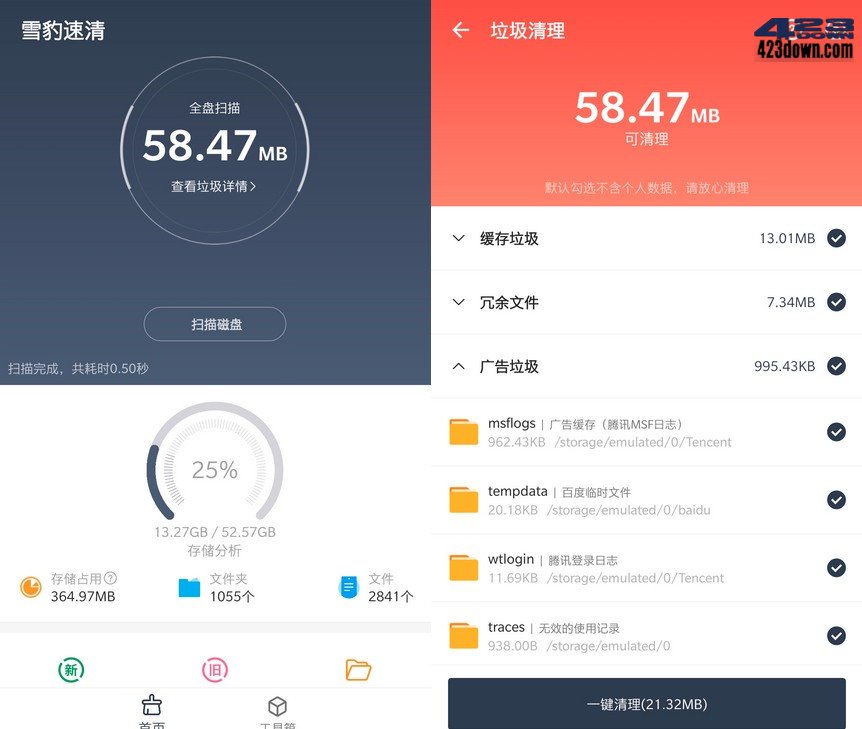 雪豹速清
全盘扫描
58.47MB
查看垃圾详情
扫描磁盘
扫描完成，共耗时0.50秒
25%
13.27GB / 52.57GB
存储分析
存储占用?
364.97MB
文件夹
1055个
文件
2841个
新
旧
首页
工具箱
垃圾清理
423DOWN
423down.com
58.47MB
可清理
默认勾选不含个人数据，请放心清理
缓存垃圾 13.01MB
冗余文件 7.34MB
广告垃圾 995.43KB
msflogs | 广告缓存（腾讯MSF日志）
962.43KB /storage/emulated/0/Tencent
tempdata | 百度临时文件
20.18KB /storage/emulated/0/baidu
wtlogin | 腾讯登录日志
11.69KB /storage/emulated/0/Tencent
traces | 无效的使用记录
938.00B /storage/emulated/0
一键清理(21.32MB)